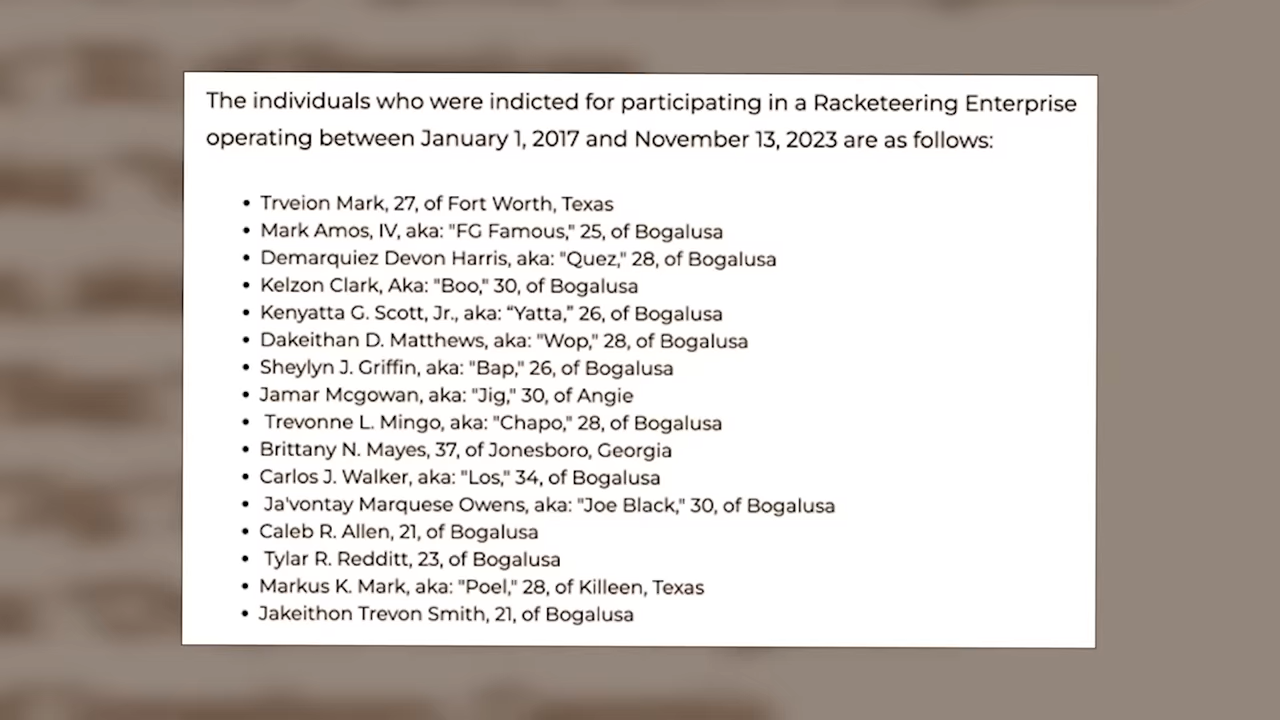 The individuals who were indicted for participating in a Racketeering Enterprise
operating between January 1, 2017 and November 13, 2023 are as follows:
• Trveion Mark, 27, of Fort Worth, Texas
• Mark Amos, IV, aka: "FG Famous," 25, of Bogalusa
• Demarquiez Devon Harris, aka: "Quez," 28, of Bogalusa
• Kelzon Clark, Aka: "Boo," 30, of Bogalusa
• Kenyatta G. Scott, Jr., aka: “Yatta,” 26, of Bogalusa
• Dakeithan D. Matthews, aka: "Wop," 28, of Bogalusa
• Sheylyn J. Griffin, aka: "Bap," 26, of Bogalusa
• Jamar Mcgowan, aka: "Jig," 30, of Angie
• Trevonne L. Mingo, aka: "Chapo," 28, of Bogalusa
• Brittany N. Mayes, 37, of Jonesboro, Georgia
• Carlos J. Walker, aka: "Los," 34, of Bogalusa
• Ja'vontay Marquese Owens, aka: "Joe Black," 30, of Bogalusa
• Caleb R. Allen, 21, of Bogalusa
• Tylar R. Redditt, 23, of Bogalusa
• Markus K. Mark, aka: "Poel," 28, of Killeen, Texas
• Jakeithon Trevon Smith, 21, of Bogalusa